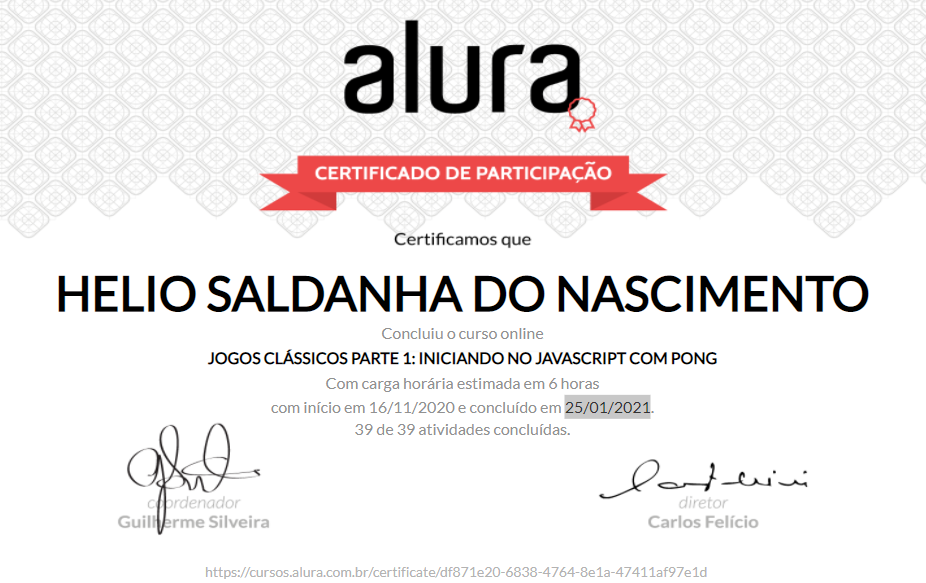 alura
CERTIFICADO DE PARTICIPAÇÃO
Certificamos que
HELIO SALDANHA DO NASCIMENTO
Concluiu o curso online
JOGOS CLÁSSICOS PARTE 1: INICIANDO NO JAVASCRIPT COM PONG
Com carga horária estimada em 6 horas
com início em 16/11/2020 e concluído em 25/01/2021.
39 de 39 atividades concluídas.
coordenador
Guilherme Silveira
diretor
Carlos Felício
https://cursos.alura.com.br/certificate/df871e20-6838-4764-8e1a-47411af97e1d